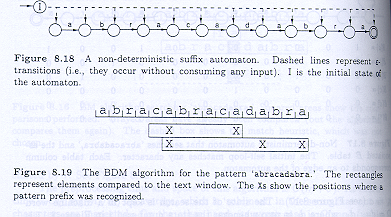 I
a b r a c a d a b r a
Figure 8.18 A non-deterministic suffix automaton. Dashed lines represent ε-
transitions (i.e., they occur without consuming any input). I is the initial state of
the automaton.
a b r a c a b r a c a d a b r a
X X
X X X
Figure 8.19 The BDM algorithm for the pattern 'abracadabra.' The rectangles
represent elements compared to the text window. The Xs show the positions where a
pattern prefix was recognized.